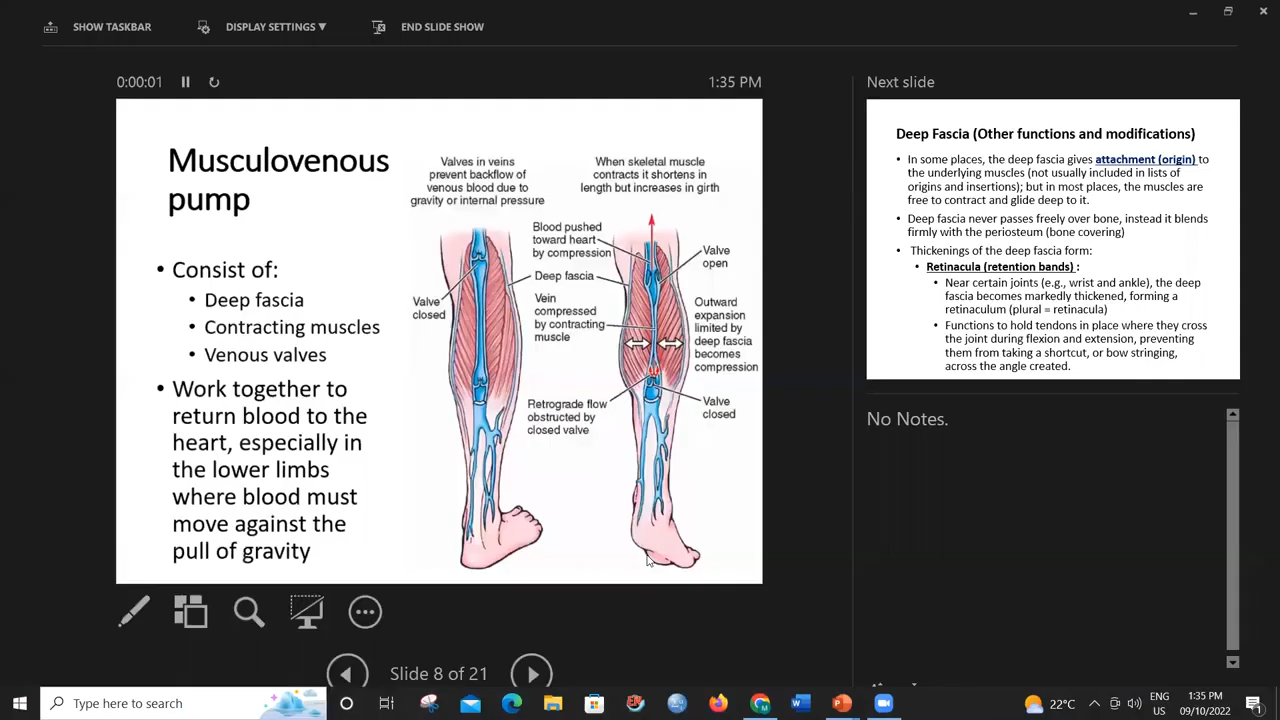 SHOW TASKBAR
DISPLAY SETTINGS ▼
END SLIDE SHOW
0:00:01
1:35 PM
Musculovenous
pump
• Consist of:
• Deep fascia
• Contracting muscles
• Venous valves
• Work together to
return blood to the
heart, especially in
the lower limbs
where blood must
move against the
pull of gravity
Valves in veins
prevent backflow of
venous blood due to
gravity or internal pressure
When skeletal muscle
contracts it shortens in
length but increases in girth
Blood pushed
toward heart
by compression
Valve
open
Deep fascia
Valve
closed
Vein
compressed
by contracting
muscle
Outward
expansion
limited by
deep fascia
becomes
compression
Retrograde flow
obstructed by
closed valve
Valve
closed
Slide 8 of 21
Next slide
Deep Fascia (Other functions and modifications)
• In some places, the deep fascia gives attachment (origin) to
the underlying muscles (not usually included in lists of
origins and insertions); but in most places, the muscles are
free to contract and glide deep to it.
• Deep fascia never passes freely over bone, instead it blends
firmly with the periosteum (bone covering)
• Thickenings of the deep fascia form:
• Retinacula (retention bands) :
• Near certain joints (e.g., wrist and ankle), the deep
fascia becomes markedly thickened, forming a
retinaculum (plural = retinacula)
• Functions to hold tendons in place where they cross
the joint during flexion and extension, preventing
them from taking a shortcut, or bow stringing,
across the angle created.
No Notes.
Type here to search
22°C
ENG
US
1:35 PM
09/10/2022